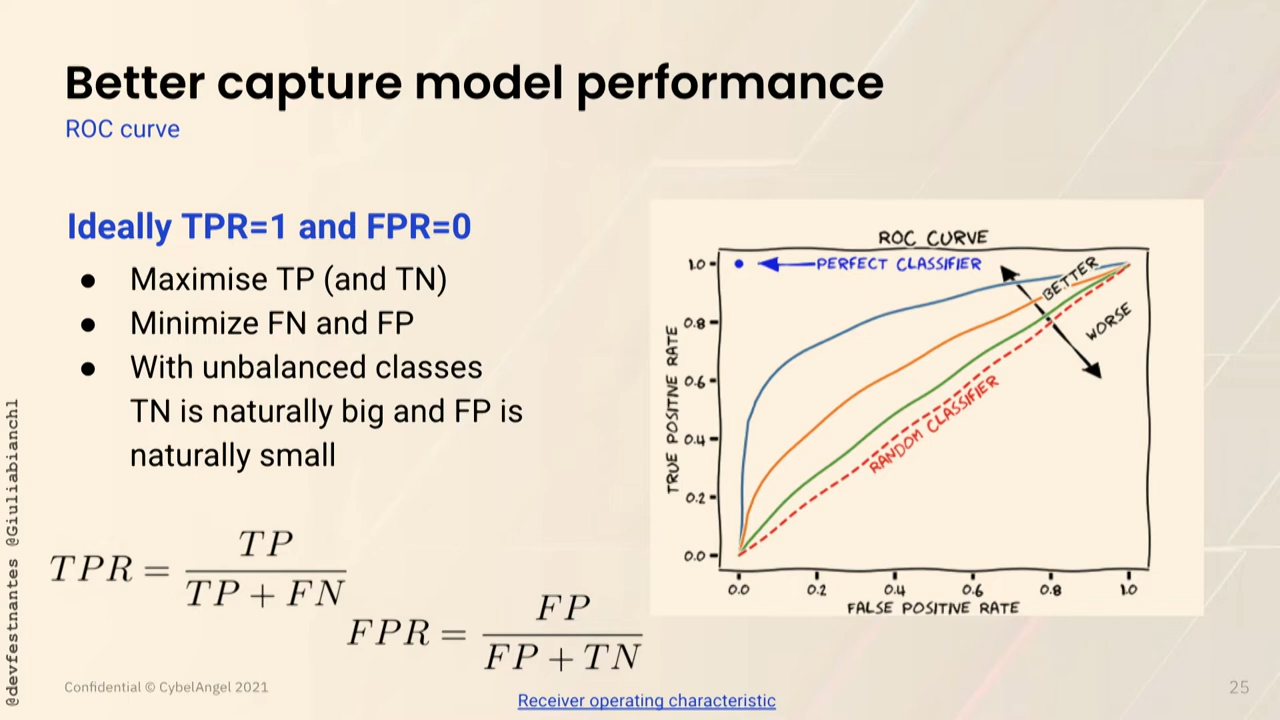 Better capture model performance
ROC curve
Ideally TPR=1 and FPR=0
● Maximise TP (and TN)
● Minimize FN and FP
● With unbalanced classes
TN is naturally big and FP is
naturally small
TPR = TP / TP + FN
FPR = FP / FP + TN
ROC CURVE
PERFECT CLASSIFIER
BETTER
WORSE
RANDOM CLASSIFIER
TRUE POSITIVE RATE
1.0
0.8
0.6
0.4
0.2
0.0
0.0 0.2 0.4 0.6 0.8 1.0
FALSE POSITIVE RATE
@devfestnantes @Giuliabianchl
Confidential © CybelAngel 2021
Receiver operating characteristic
25